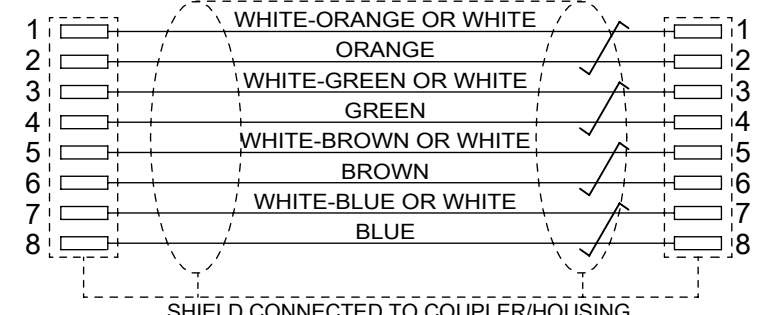 1 WHITE-ORANGE OR WHITE 1
2 ORANGE 2
3 WHITE-GREEN OR WHITE 3
4 GREEN 4
5 WHITE-BROWN OR WHITE 5
6 BROWN 6
7 WHITE-BLUE OR WHITE 7
8 BLUE 8
SHIELD CONNECTED TO COUPLER/HOUSING